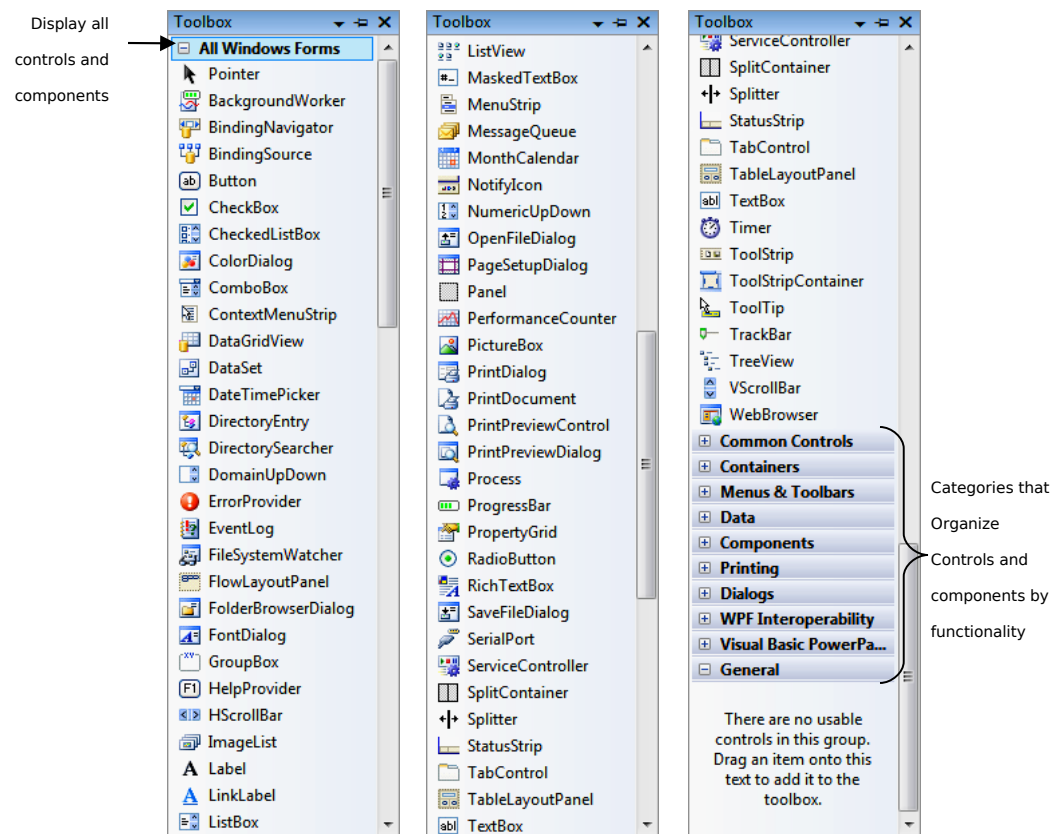 Display all
controls and
components
Toolbox
All Windows Forms
Pointer
BackgroundWorker
BindingNavigator
BindingSource
Button
CheckBox
CheckedListBox
ColorDialog
ComboBox
ContextMenuStrip
DataGridView
DataSet
DateTimePicker
DirectoryEntry
DirectorySearcher
DomainUpDown
ErrorProvider
EventLog
FileSystemWatcher
FlowLayoutPanel
FolderBrowserDialog
FontDialog
GroupBox
HelpProvider
HScrollBar
ImageList
Label
LinkLabel
ListBox
Toolbox
ListView
MaskedTextBox
MenuStrip
MessageQueue
MonthCalendar
NotifyIcon
NumericUpDown
OpenFileDialog
PageSetupDialog
Panel
PerformanceCounter
PictureBox
PrintDialog
PrintDocument
PrintPreviewControl
PrintPreviewDialog
Process
ProgressBar
PropertyGrid
RadioButton
RichTextBox
SaveFileDialog
SerialPort
ServiceController
SplitContainer
Splitter
StatusStrip
TabControl
TableLayoutPanel
TextBox
Toolbox
ServiceController
SplitContainer
Splitter
StatusStrip
TabControl
TableLayoutPanel
TextBox
Timer
ToolStrip
ToolStripContainer
ToolTip
TrackBar
TreeView
VScrollBar
WebBrowser
Common Controls
Containers
Menus & Toolbars
Data
Components
Printing
Dialogs
WPF Interoperability
Visual Basic PowerPa...
General
There are no usable
controls in this group.
Drag an item onto this
text to add it to the
toolbox.
Categories that
Organize
Controls and
components by
functionality